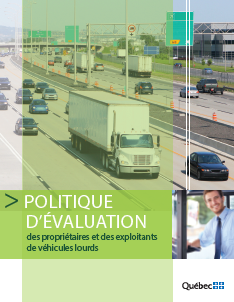 > POLITIQUE
D'ÉVALUATION
des propriétaires et des exploitants
de véhicules lourds
Québec